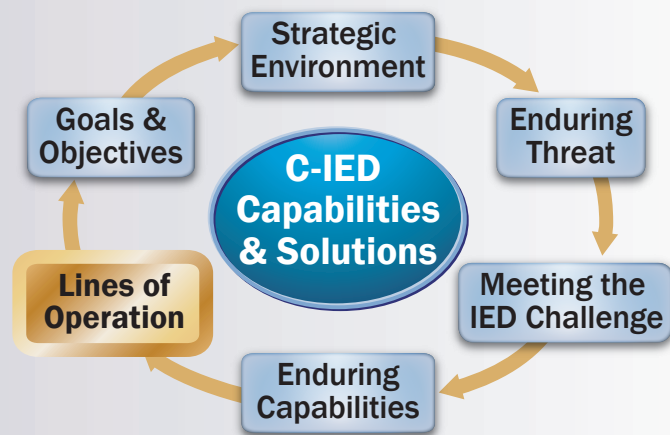 Strategic
Environment
Goals &
Objectives
Enduring
Threat
C-IED
Capabilities
& Solutions
Lines of
Operation
Meeting the
IED Challenge
Enduring
Capabilities